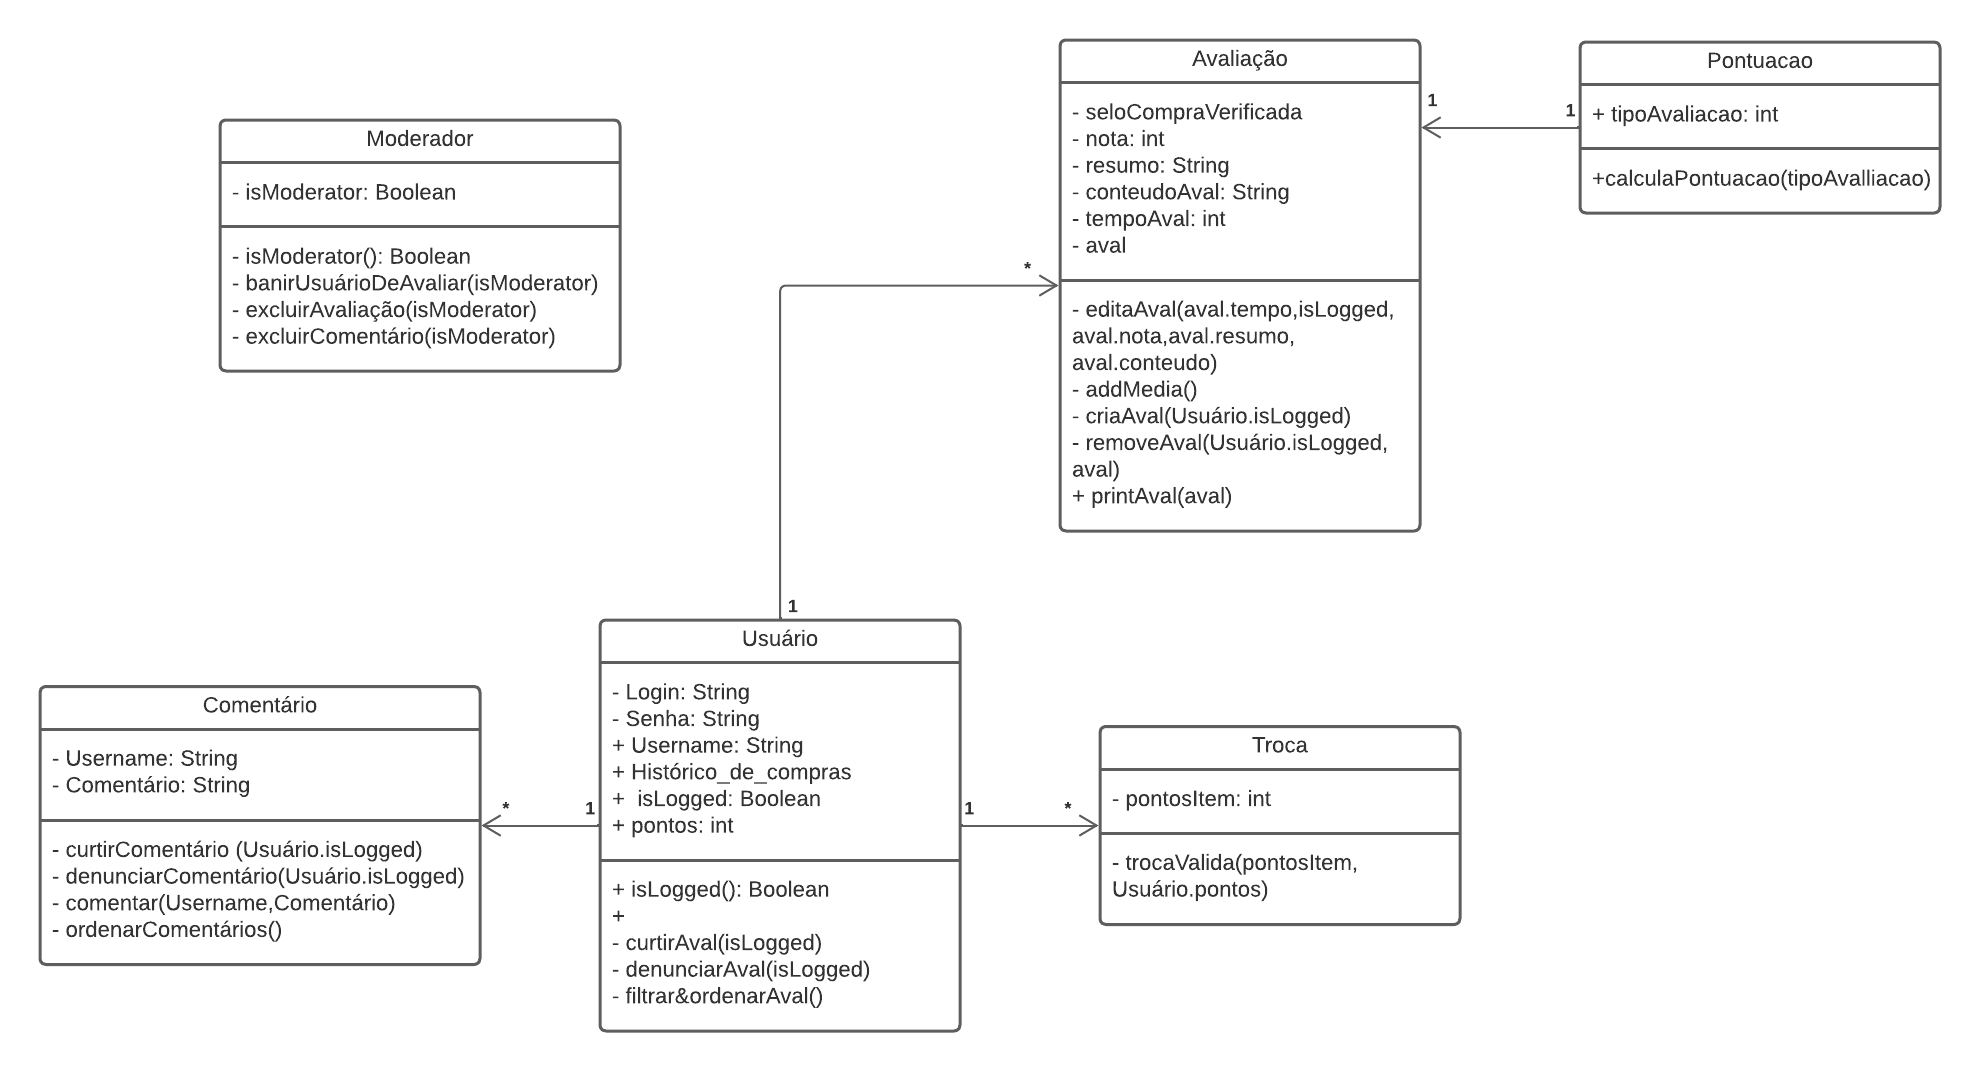 Moderador
- isModerator: Boolean
- isModerator(): Boolean
- banirUsuárioDeAvaliar(isModerator)
- excluirAvaliação(isModerator)
- excluirComentário(isModerator)
Avaliação
- seloCompraVerificada
- nota: int
- resumo: String
- conteudoAval: String
- tempoAval: int
- aval
- editaAval(aval.tempo,isLogged,
aval.nota,aval.resumo,
aval.conteudo)
- addMedia()
- criaAval(Usuário.isLogged)
- removeAval(Usuário.isLogged,
aval)
+ printAval(aval)
1
1
Pontuacao
+ tipoAvaliacao: int
+calculaPontuacao(tipoAvalliacao)
*
1
Comentário
- Username: String
- Comentário: String
- curtirComentário (Usuário.isLogged)
- denunciarComentário(Usuário.isLogged)
- comentar(Username,Comentário)
- ordenarComentários()
*
1
Usuário
- Login: String
- Senha: String
+ Username: String
+ Histórico_de_compras
+  isLogged: Boolean
+ pontos: int
+ isLogged(): Boolean
+
- curtirAval(isLogged)
- denunciarAval(isLogged)
- filtrar&ordenarAval()
1
*
Troca
- pontosItem: int
- trocaValida(pontosItem,
Usuário.pontos)